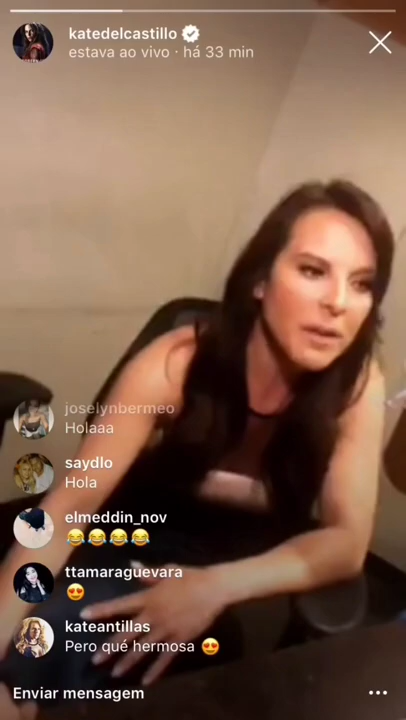 katedelcastillo
estava ao vivo · há 33 min
joselynbermeo
Holaaa
saydlo
Hola
elmeddin_nov
😂😂😂😂
ttamaraguevara
😍
kateantillas
Pero qué hermosa 😍
Enviar mensagem